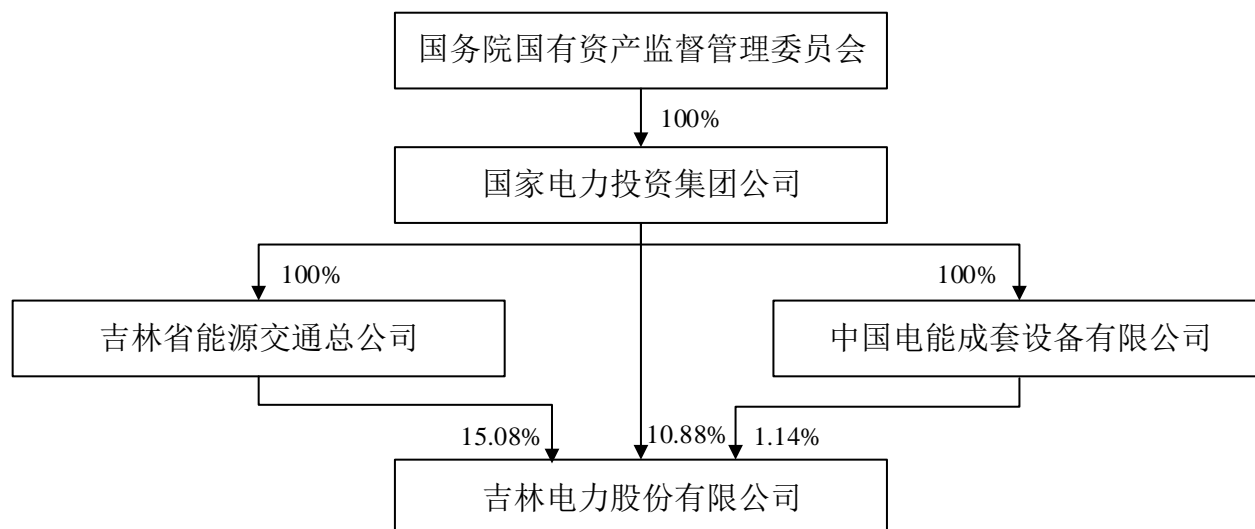 国务院国有资产监督管理委员会
100%
国家电力投资集团公司
100%
100%
吉林省能源交通总公司
中国电能成套设备有限公司
15.08%
10.88%
1.14%
吉林电力股份有限公司